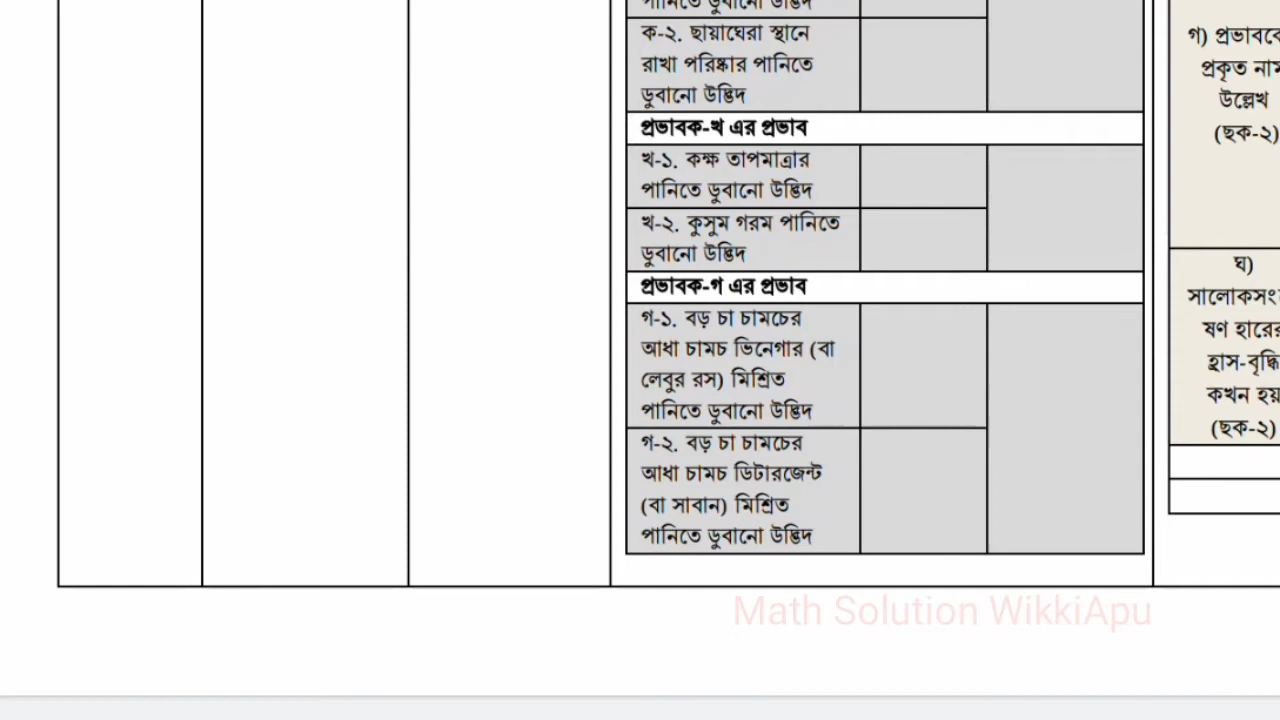 পানিতে ডুবানো উদ্ভিদ
ক-২. ছায়াঘেরা স্থানে
রাখা পরিষ্কার পানিতে
ডুবানো উদ্ভিদ
প্রভাবক-খ এর প্রভাব
খ-১. কক্ষ তাপমাত্রার
পানিতে ডুবানো উদ্ভিদ
খ-২. কুসুম গরম পানিতে
ডুবানো উদ্ভিদ
প্রভাবক-গ এর প্রভাব
গ-১. বড় চা চামচের
আধা চামচ ভিনেগার (বা
লেবুর রস) মিশ্রিত
পানিতে ডুবানো উদ্ভিদ
গ-২. বড় চা চামচের
আধা চামচ ডিটারজেন্ট
(বা সাবান) মিশ্রিত
পানিতে ডুবানো উদ্ভিদ
গ)
প্রকৃত
উল্লেখ
(ছক-২)
ঘ)
সালোকসং
ষণ হারের
হ্রাস-বৃদ্ধি
কখন হয়
(ছক-২)
Math Solution WikkiApu